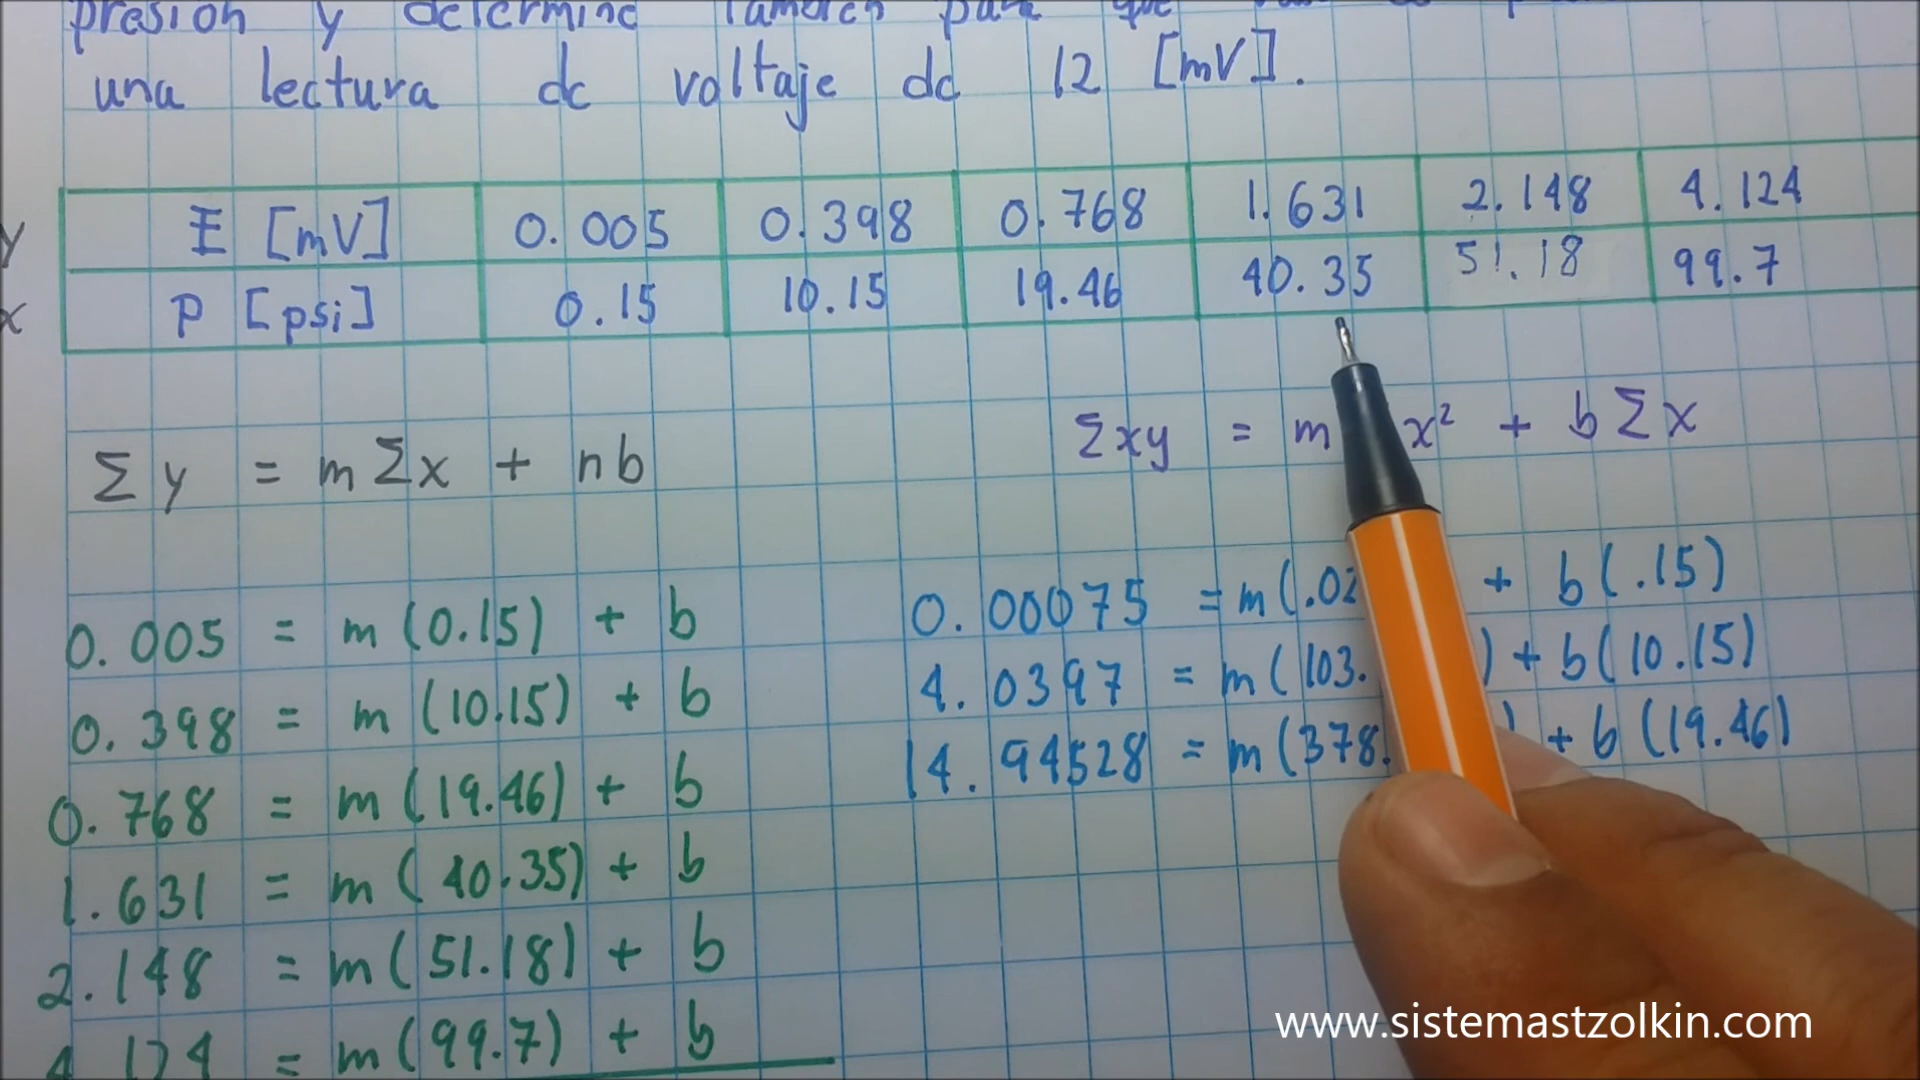 presion y determine tambien para que
una lectura de voltaje de 12 [mV].
y E [mV] 0.005 0.398 0.768 1.631 2.148 4.124
x P [psi] 0.15 10.15 19.46 40.35 51.18 99.7
Σy = mΣx + nb
Σxy = m x² + bΣx
0.005 = m(0.15) + b
0.398 = m(10.15) + b
0.768 = m(19.46) + b
1.631 = m(40.35) + b
2.148 = m(51.18) + b
4.124 = m(99.7) + b
0.00075 = m(.02 + b(.15)
4.0397 = m(103. ) + b(10.15)
14.94528 = m(378. ) + b(19.46)
www.sistemastzolkin.com